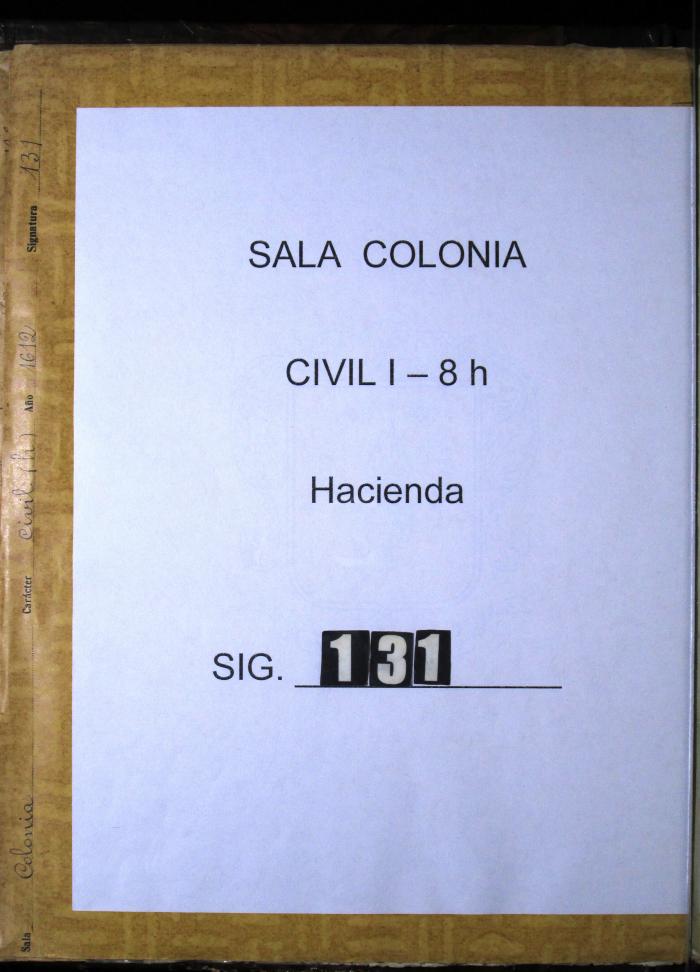 SALA COLONIA
CIVIL I – 8 h
Hacienda
SIG. 131
Sala Colonia Carácter Civil (h) Año 1612 Signatura 131